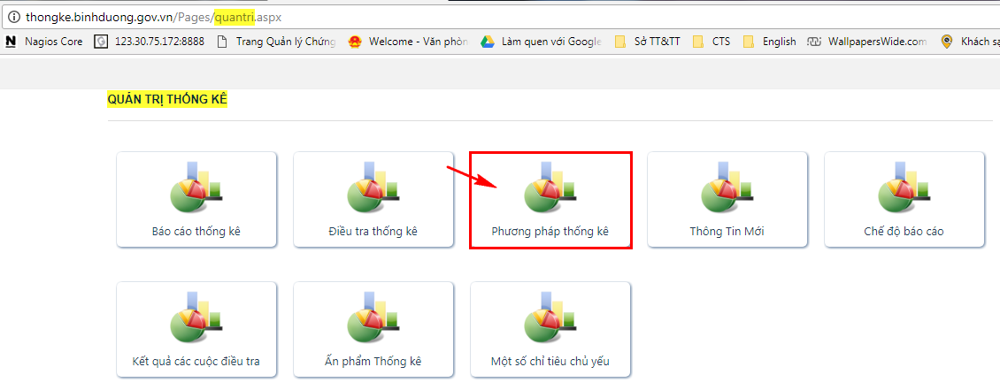 thongke.binhduong.gov.vn/Pages/quantri.aspx
Nagios Core 123.30.75.172:8888 Trang Quản lý Chứng Welcome - Văn phòn Làm quen với Google Sở TT&TT CTS English WallpapersWide.com Khách sạ
QUẢN TRỊ THỐNG KÊ
Báo cáo thống kê Điều tra thống kê Phương pháp thống kê Thông Tin Mới Chế độ báo cáo
Kết quả các cuộc điều tra Ấn phẩm Thống kê Một số chỉ tiêu chủ yếu